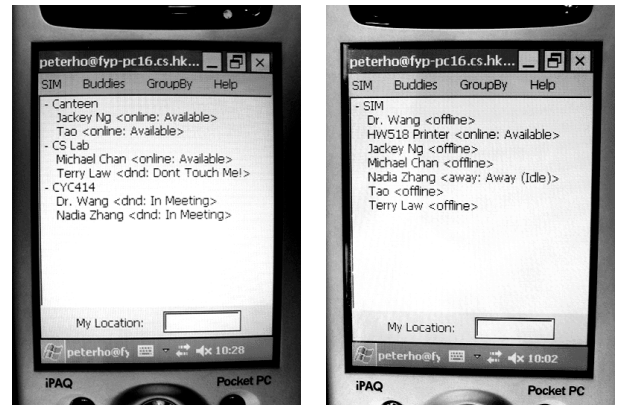 peterho@fyp-pc16.cs.hk...
SIM Buddies GroupBy Help
- Canteen
Jackey Ng <online: Available>
Tao <online: Available>
- CS Lab
Michael Chan <online: Available>
Terry Law <dnd: Dont Touch Me!>
- CYC414
Dr. Wang <dnd: In Meeting>
Nadia Zhang <dnd: In Meeting>
My Location:
peterho@fy 10:28
iPAQ Pocket PC
peterho@fyp-pc16.cs.hk...
SIM Buddies GroupBy Help
- SIM
Dr. Wang <offline>
HW518 Printer <online: Available>
Jackey Ng <offline>
Michael Chan <offline>
Nadia Zhang <away: Away (Idle)>
Tao <offline>
Terry Law <offline>
My Location:
peterho@fy 10:02
iPAQ Pocket PC